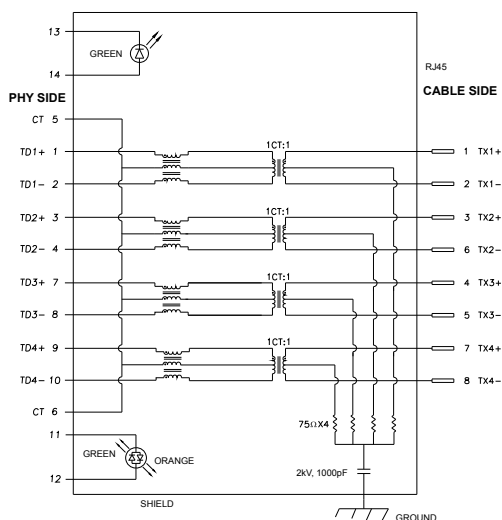 13
GREEN
14
RJ45
PHY SIDE
CABLE SIDE
CT 5
1CT:1
TD1+ 1
1 TX1+
TD1- 2
2 TX1-
1CT:1
TD2+ 3
3 TX2+
TD2- 4
6 TX2-
1CT:1
TD3+ 7
4 TX3+
TD3- 8
5 TX3-
1CT:1
TD4+ 9
7 TX4+
TD4- 10
8 TX4-
CT 6
75ΩX4
11
GREEN
ORANGE
12
2kV, 1000pF
SHIELD
GROUND